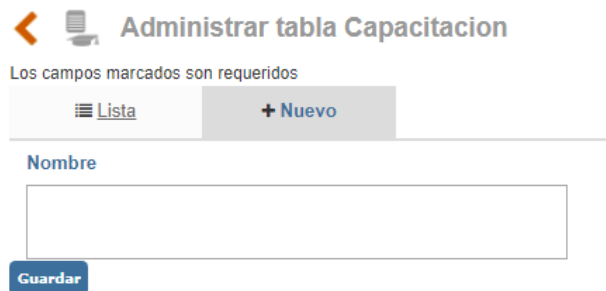 Administrar tabla Capacitacion
Los campos marcados son requeridos
Lista
+ Nuevo
Nombre
Guardar